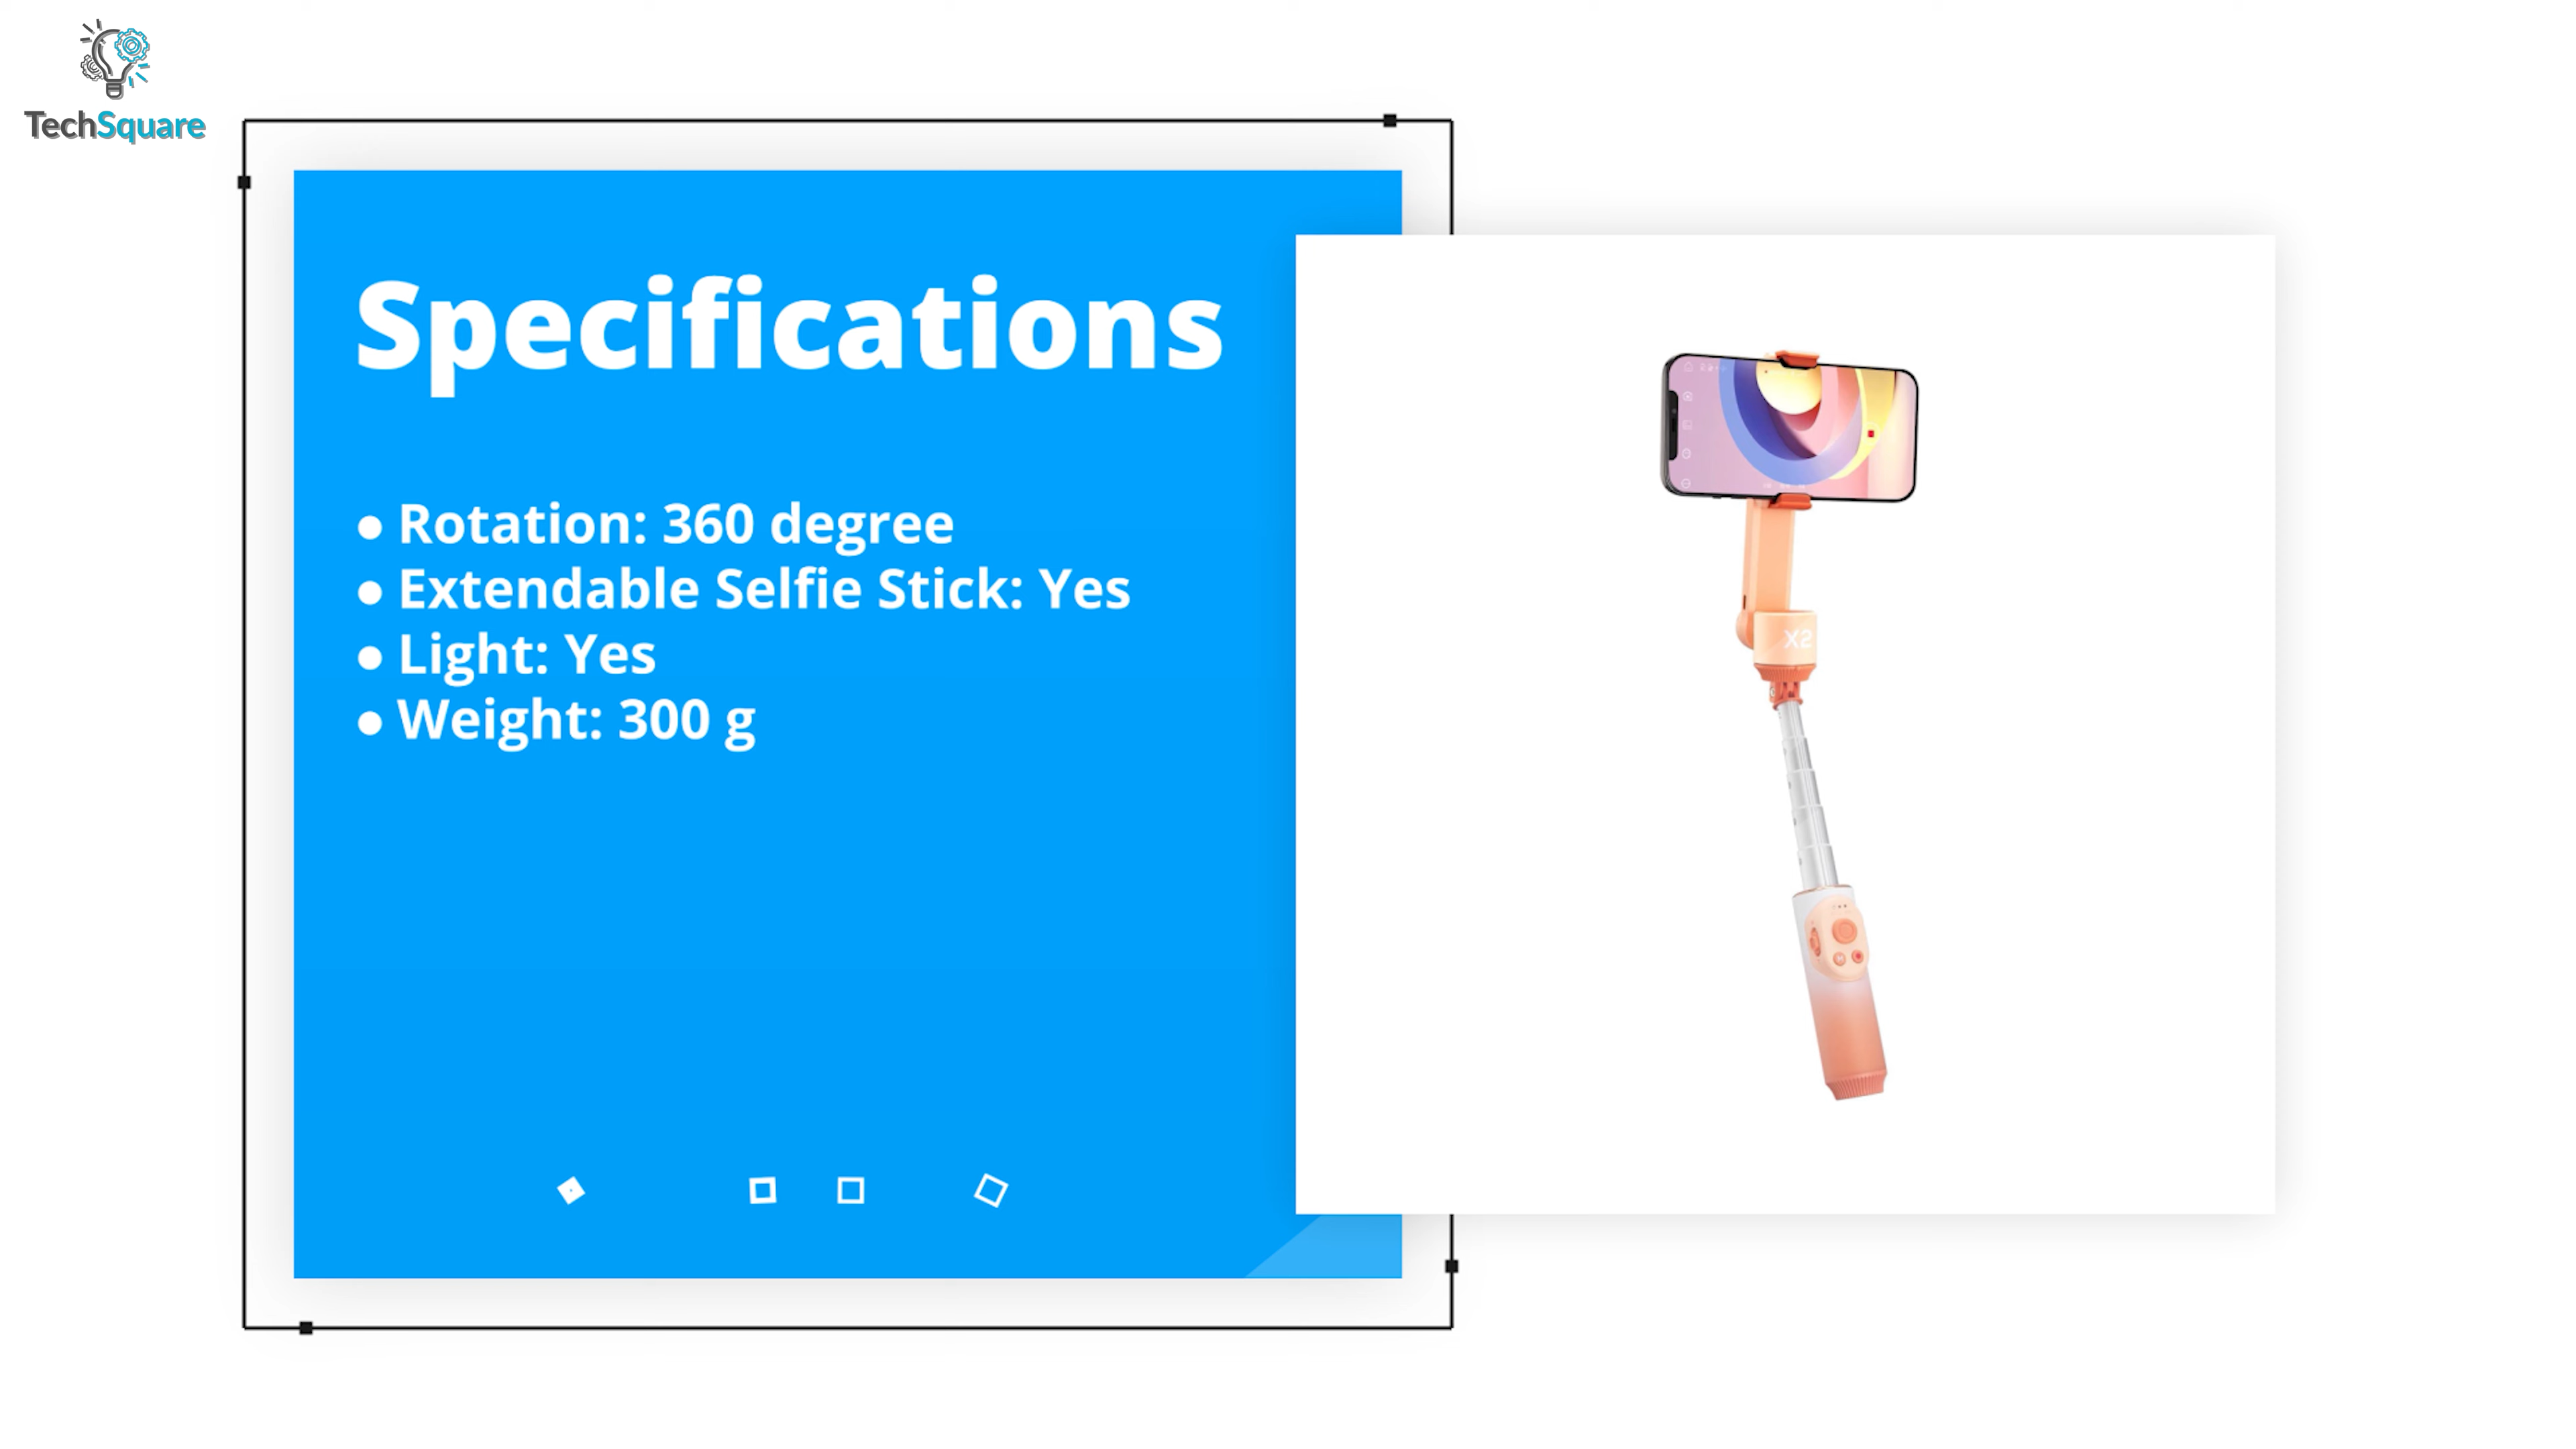 TechSquare
Specifications
● Rotation: 360 degree
● Extendable Selfie Stick: Yes
● Light: Yes
● Weight: 300 g
X2